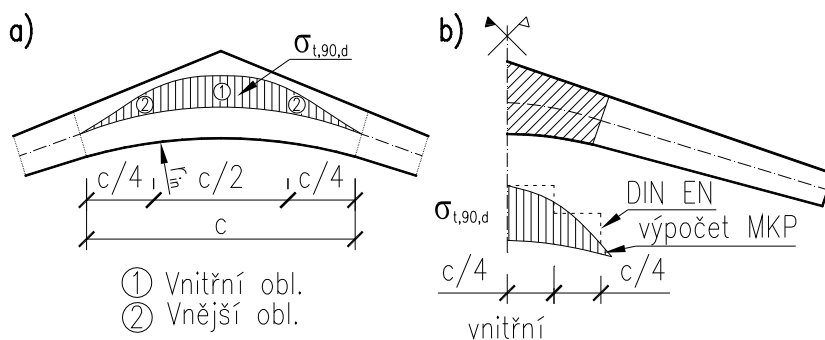 a)
σt,90,d
①
②
②
rin
c/4
c/2
c/4
c
① Vnitřní obl.
② Vnější obl.
b)
σt,90,d
DIN EN
výpočet MKP
c/4
c/4
vnitřní